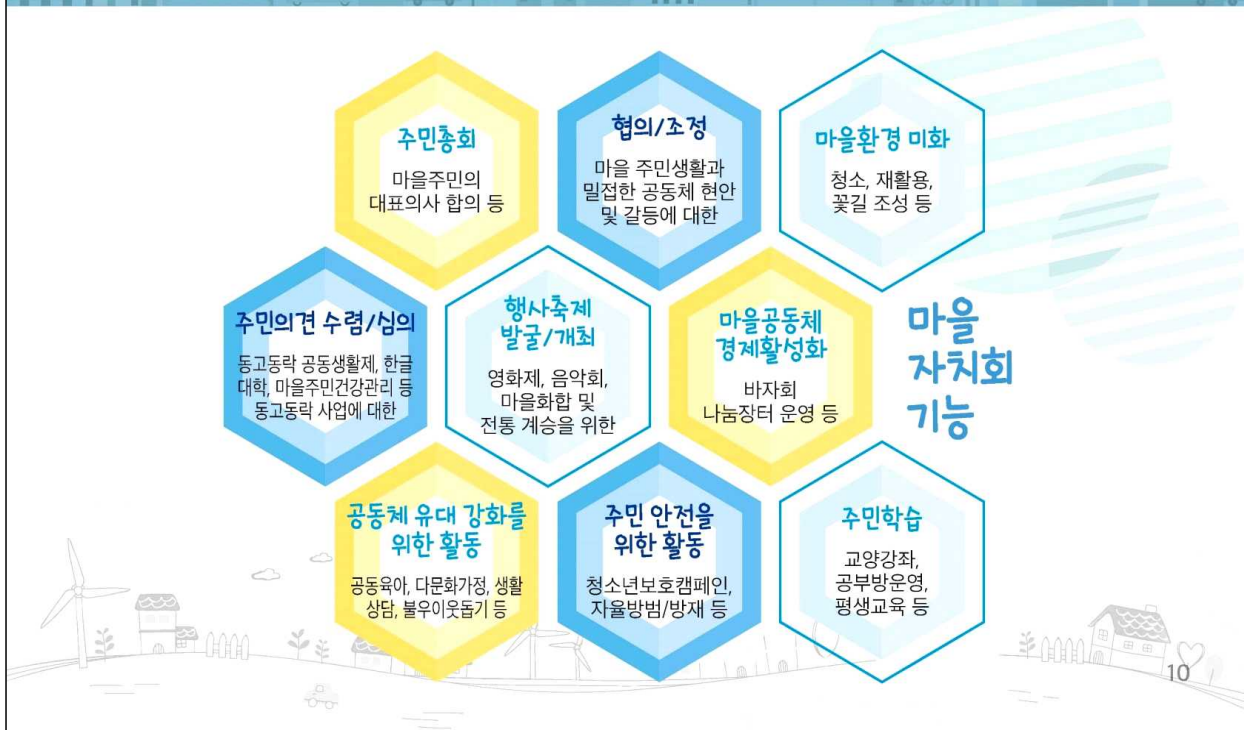 주민총회
마을주민의
대표의사 합의 등
협의/조정
마을 주민생활과
밀접한 공동체 현안
및 갈등에 대한
마을환경 미화
청소, 재활용,
꽃길 조성 등
주민의견 수렴/심의
동고동락 공동생활제, 한글
대학, 마을주민건강관리 등
동고동락 사업에 대한
행사축제
발굴/개최
영화제, 음악회,
마을화합 및
전통 계승을 위한
마을공동체
경제활성화
바자회
나눔장터 운영 등
마을
자치회
기능
공동체 유대 강화를
위한 활동
공동육아, 다문화가정, 생활
상담, 불우이웃돕기 등
주민 안전을
위한 활동
청소년보호캠페인,
자율방범/방재 등
주민학습
교양강좌,
공부방운영,
평생교육 등
10